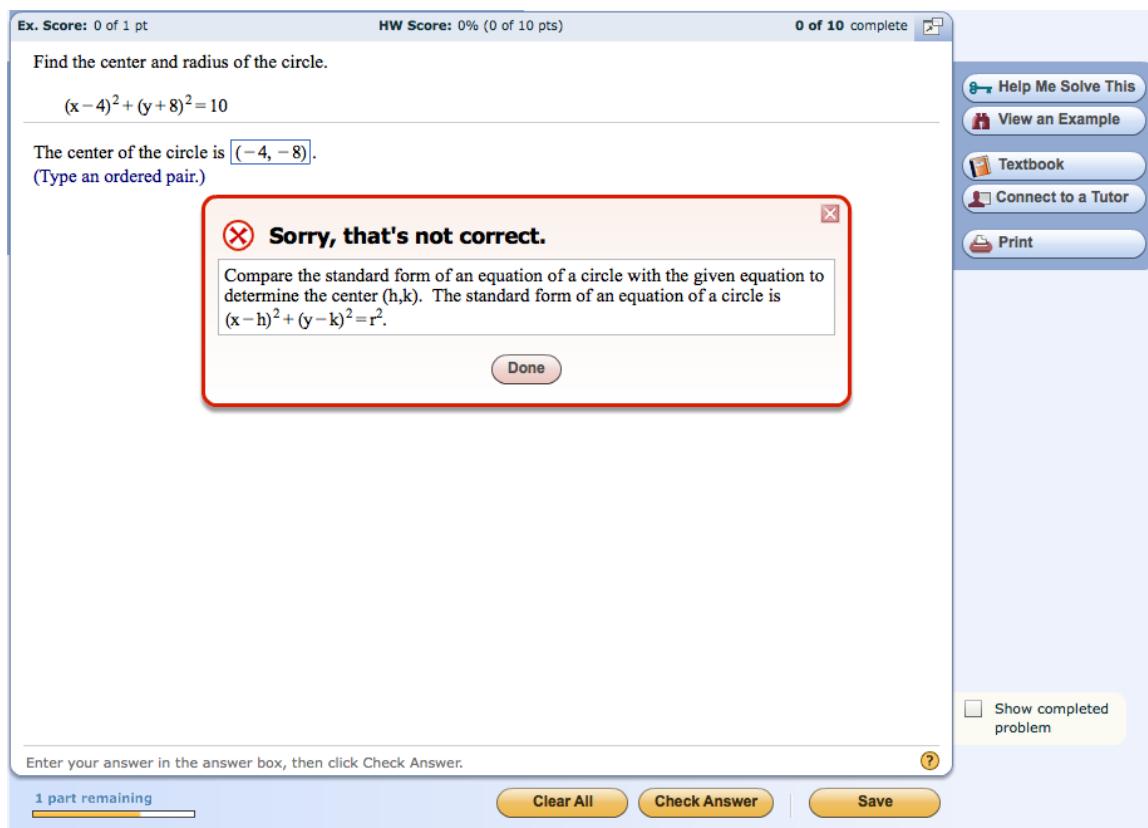 Ex. Score: 0 of 1 pt HW Score: 0% (0 of 10 pts) 0 of 10 complete
Find the center and radius of the circle.
(x − 4)² + (y + 8)² = 10
The center of the circle is (−4, −8).
(Type an ordered pair.)
Sorry, that's not correct.
Compare the standard form of an equation of a circle with the given equation to
determine the center (h,k). The standard form of an equation of a circle is
(x − h)² + (y − k)² = r².
Done
Help Me Solve This
View an Example
Textbook
Connect to a Tutor
Print
Show completed
problem
Enter your answer in the answer box, then click Check Answer. ?
1 part remaining
Clear All Check Answer Save